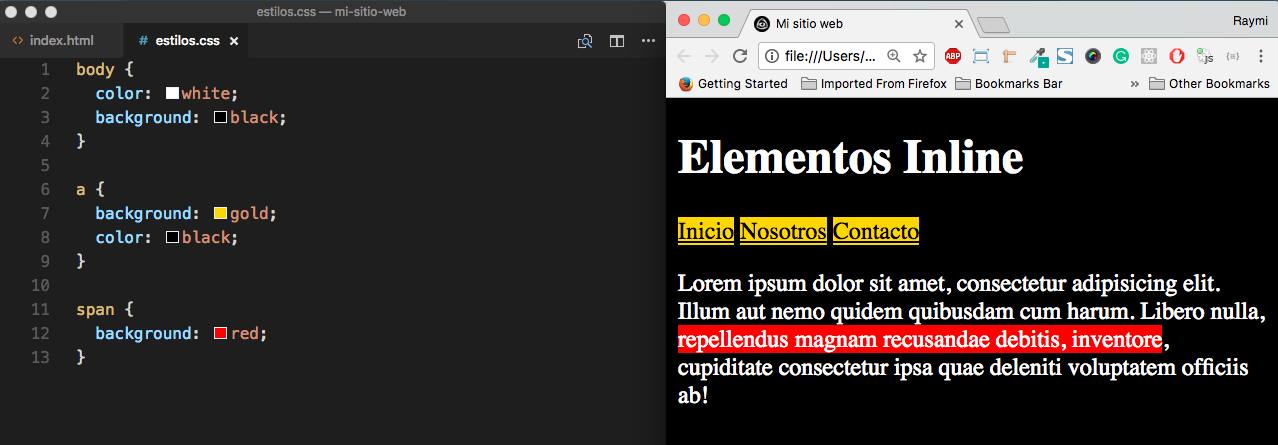 estilos.css — mi-sitio-web
index.html # estilos.css
1 body {
2 color: white;
3 background: black;
4 }
5
6 a {
7 background: gold;
8 color: black;
9 }
10
11 span {
12 background: red;
13 }
Mi sitio web
Raymi
file:///Users/...
ABP
js
Getting Started Imported From Firefox Bookmarks Bar » Other Bookmarks
Elementos Inline
Inicio Nosotros Contacto
Lorem ipsum dolor sit amet, consectetur adipisicing elit.
Illum aut nemo quidem quibusdam cum harum. Libero nulla,
repellendus magnam recusandae debitis, inventore,
cupiditate consectetur ipsa quae deleniti voluptatem officiis
ab!